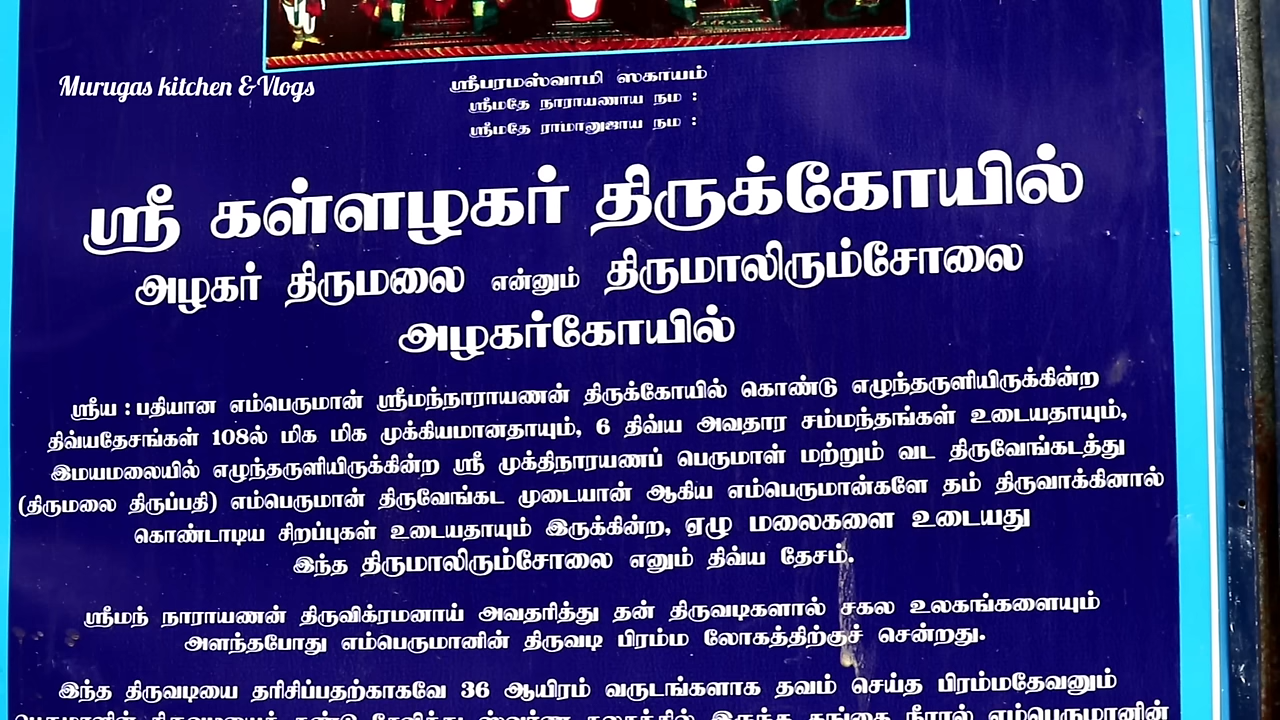 Murugas kitchen & Vlogs
ஸ்ரீபரமஸ்வாமி ஸகாயம்
ஸ்ரீமதே நாராயணாய நம :
ஸ்ரீமதே ராமானுஜாய நம :
ஸ்ரீ கள்ளழகர் திருக்கோயில்
அழகர் திருமலை என்னும் திருமாலிரும்சோலை
அழகர்கோயில்
ஸ்ரீய : பதியான எம்பெருமான் ஸ்ரீமந்நாராயணன் திருக்கோயில் கொண்டு எழுந்தருளியிருக்கின்ற
திவ்யதேசங்கள் 108ல் மிக மிக முக்கியமானதாயும், 6 திவ்ய அவதார சம்மந்தங்கள் உடையதாயும்,
இமயமலையில் எழுந்தருளியிருக்கின்ற ஸ்ரீ முக்திநாரயணப் பெருமாள் மற்றும் வட திருவேங்கடத்து
(திருமலை திருப்பதி) எம்பெருமான் திருவேங்கட முடையான் ஆகிய எம்பெருமான்களே தம் திருவாக்கினால்
கொண்டாடிய சிறப்புகள் உடையதாயும் இருக்கின்ற, ஏழு மலைகளை உடையது
இந்த திருமாலிரும்சோலை எனும் திவ்ய தேசம்.
ஸ்ரீமந் நாராயணன் திருவிக்ரமனாய் அவதரித்து தன் திருவடிகளால் சகல உலகங்களையும்
அளந்தபோது எம்பெருமானின் திருவடி பிரம்ம லோகத்திற்குச் சென்றது.
இந்த திருவடியை தரிசிப்பதற்காகவே 36 ஆயிரம் வருடங்களாக தவம் செய்த பிரம்மதேவனும்